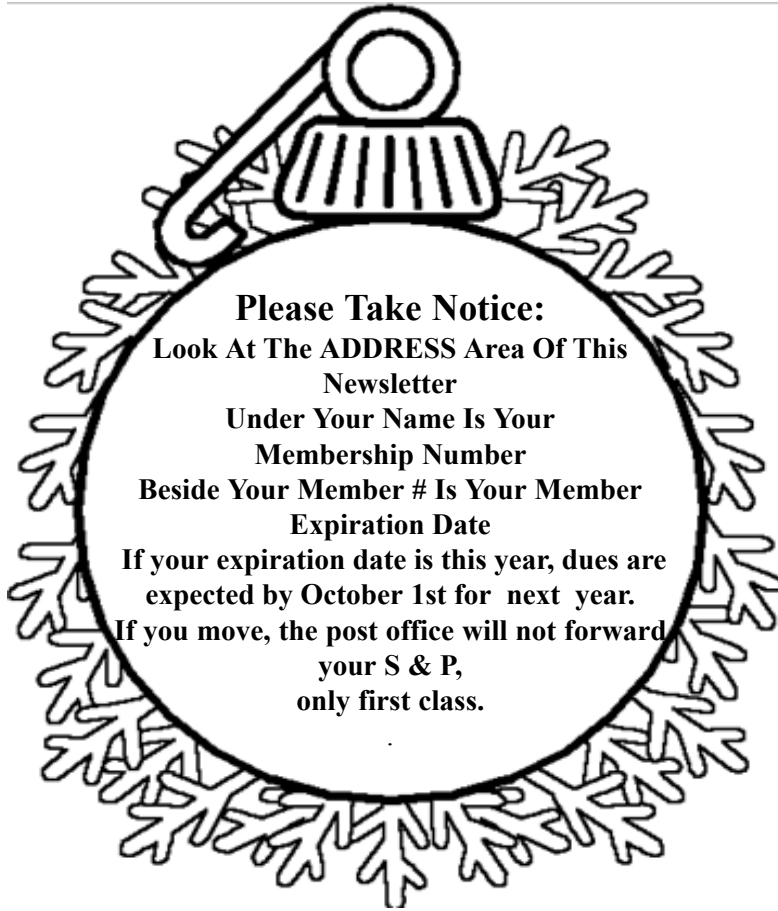 Please Take Notice:
Look At The ADDRESS Area Of This
Newsletter
Under Your Name Is Your
Membership Number
Beside Your Member # Is Your Member
Expiration Date
If your expiration date is this year, dues are
expected by October 1st for  next  year.
If you move, the post office will not forward
your S & P,
only first class.
.